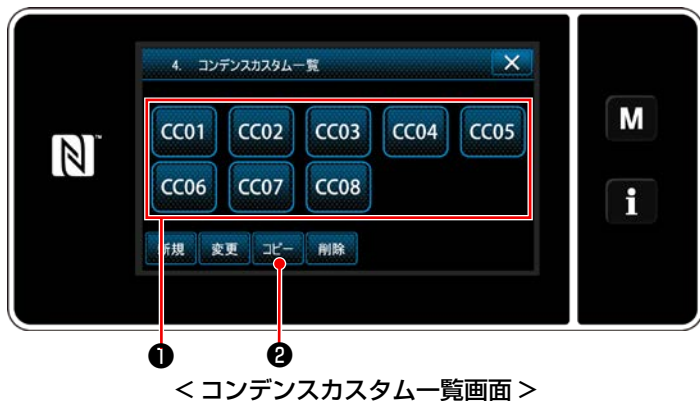 4. コンデンスカスタム一覧
CC01 CC02 CC03 CC04 CC05
M
CC06 CC07 CC08
i
新規 変更 コピー 削除
❶ ❷
＜コンデンスカスタム一覧画面＞